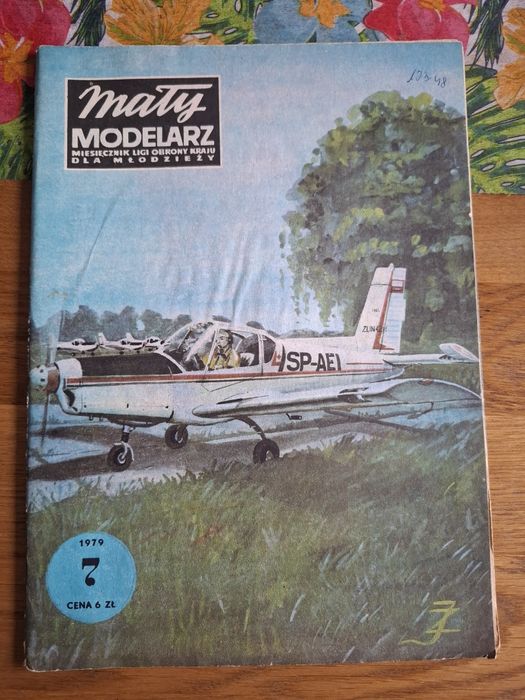 mały
MODELARZ
MIESIĘCZNIK LIGI OBRONY KRAJU
DLA MŁODZIEŻY
SP-AEI
1979
7
CENA 6 ZŁ